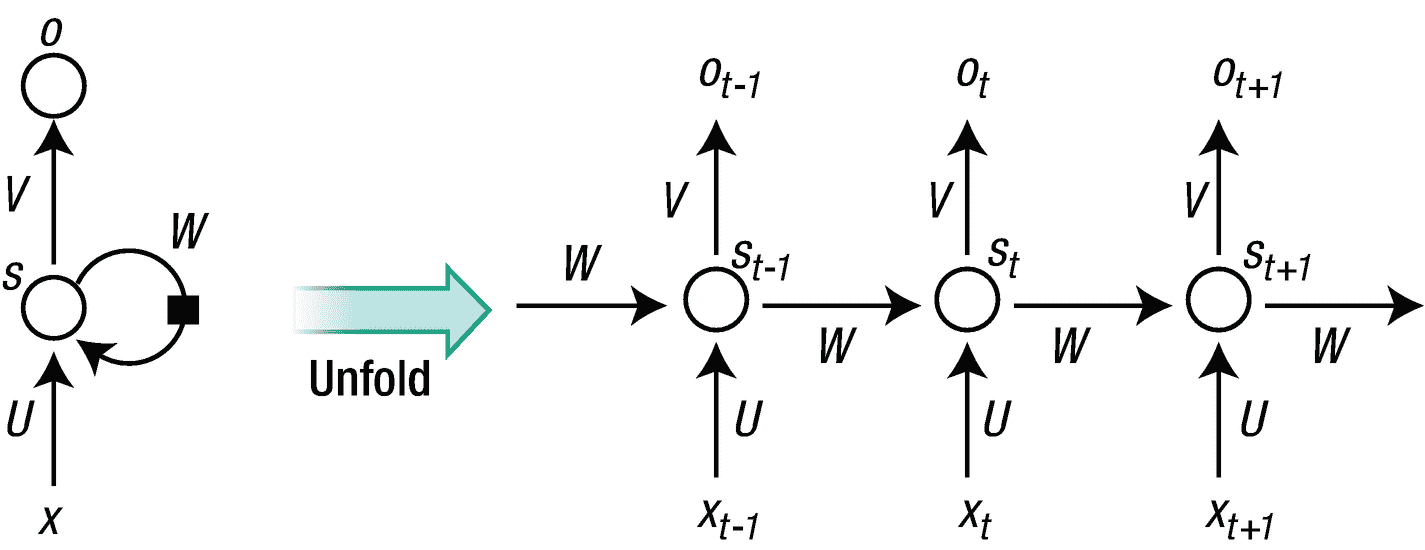 o
o_{t-1} o_t o_{t+1}
V V V V
W
s s_{t-1} s_t s_{t+1}
W
W W W
Unfold
U U U U
x x_{t-1} x_t x_{t+1}